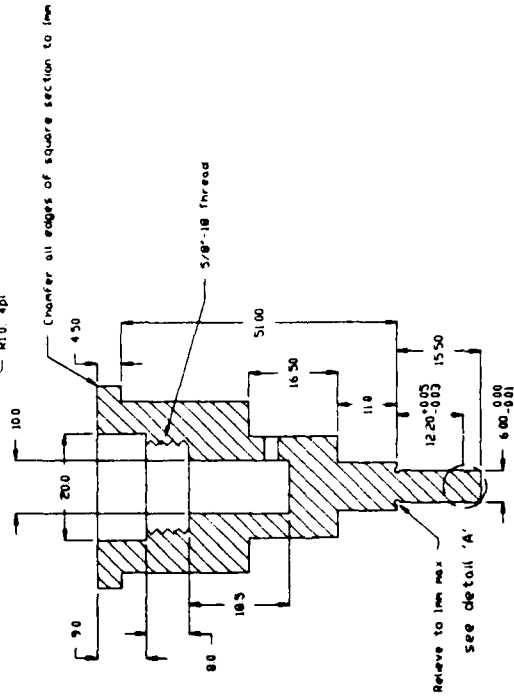 R10. 4pl
Chamfer all edges of square section to 1mm
4.50
10.0
20.0
9.0
5/8"-18 Thread
51.00
16.50
18.5
8.0
11.0
15.50
12.20 +0.05 -0.03
6.00 -0.00 -0.01
Relieve to 1mm max
see detail 'A'